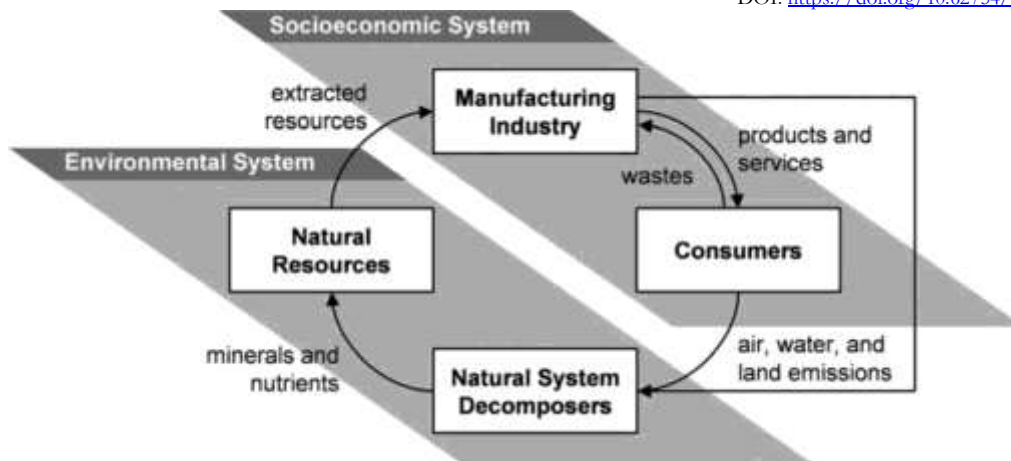 DOI:
Socioeconomic System
extracted
resources
Manufacturing
Industry
products and
services
wastes
Environmental System
Natural
Resources
Consumers
minerals and
nutrients
Natural System
Decomposers
air, water, and
land emissions